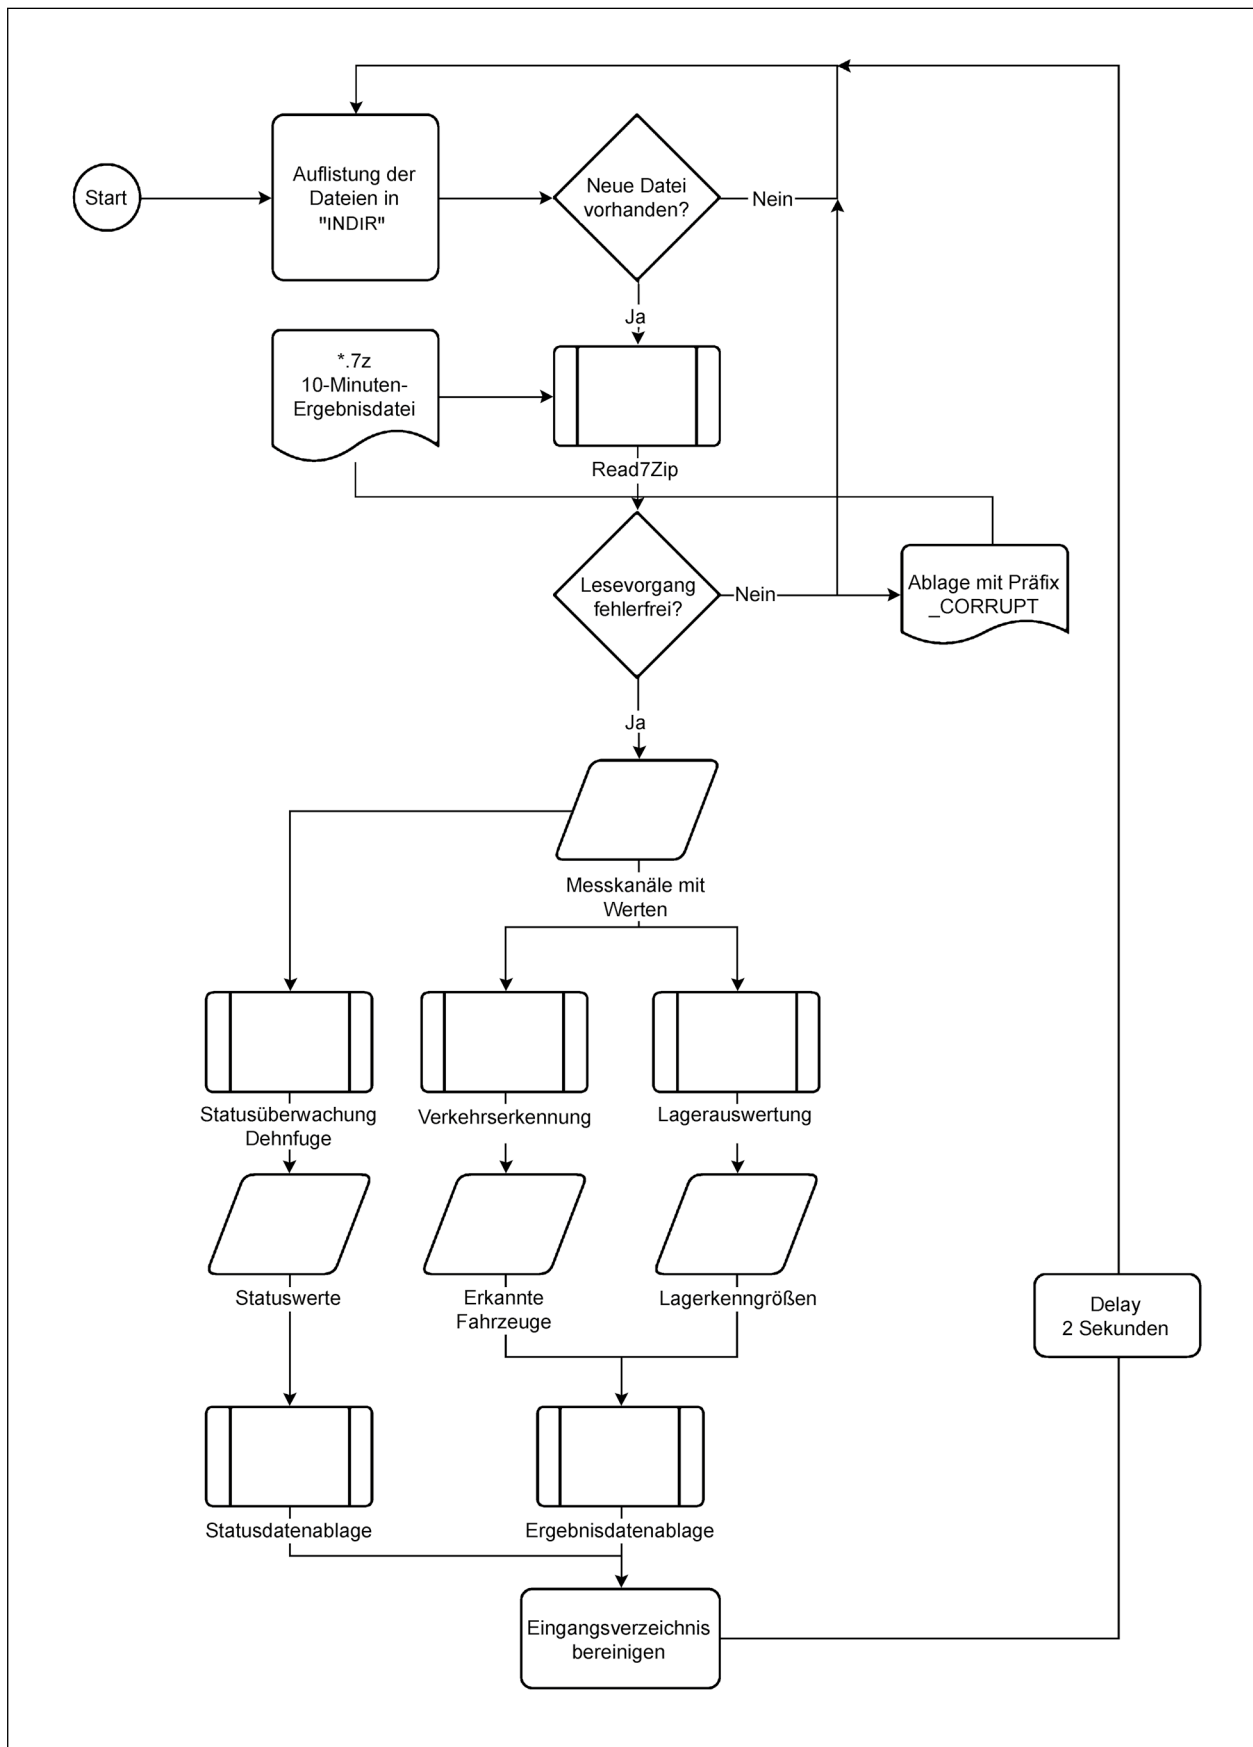 Start
Auflistung der
Dateien in
"INDIR"
Neue Datei
vorhanden?
Nein
Ja
*.7z
10-Minuten-
Ergebnisdatei
Read7Zip
Lesevorgang
fehlerfrei?
Nein
Ablage mit Präfix
_CORRUPT
Ja
Messkanäle mit
Werten
Statusüberwachung
Dehnfuge
Verkehrserkennung
Lagerauswertung
Statuswerte
Erkannte
Fahrzeuge
Lagerkenngrößen
Delay
2 Sekunden
Statusdatenablage
Ergebnisdatenablage
Eingangsverzeichnis
bereinigen